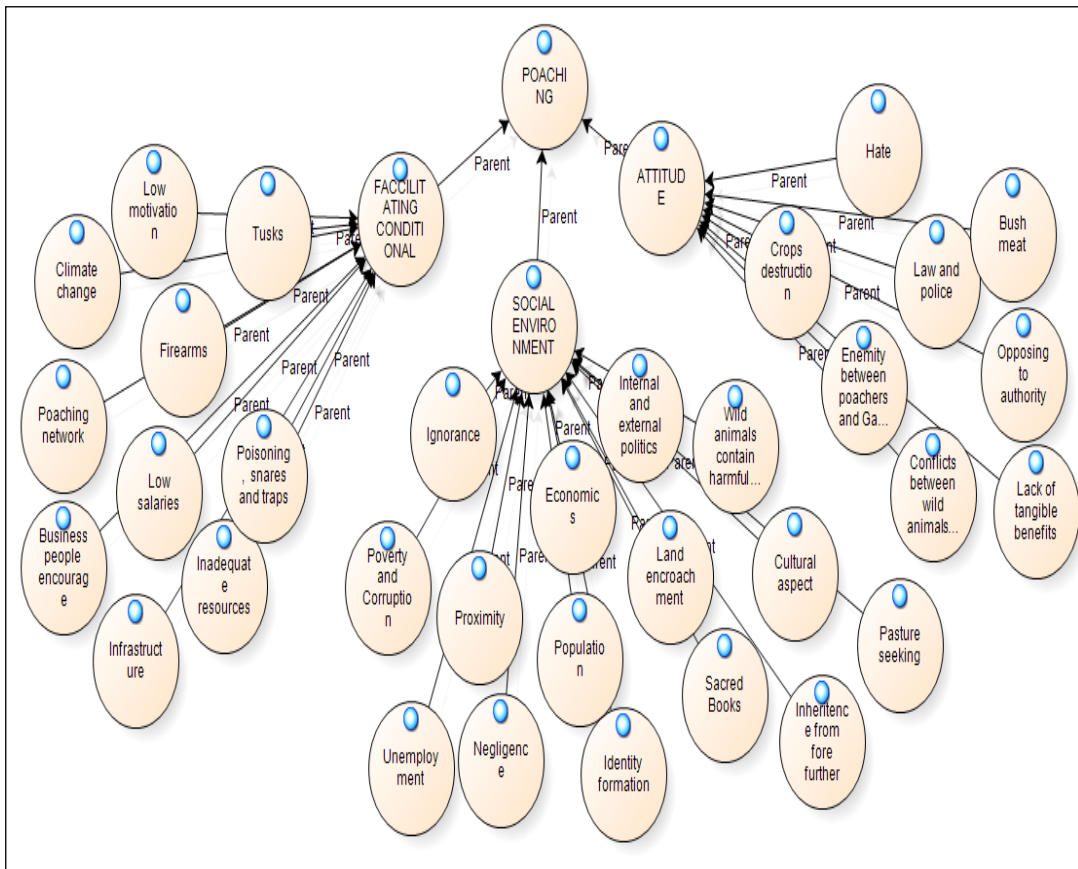 POACHI
NG
FACCILIT
ATING
CONDITI
ONAL
ATTITUD
E
SOCIAL
ENVIRO
NMENT
Low
motivatio
n
Tusks
Climate
change
Firearms
Poaching
network
Low
salaries
Poisoning
, snares
and traps
Business
people
encourag
e
Inadequat
e
resources
Infrastruct
ure
Hate
Bush
meat
Crops
destructi
on
Law and
police
Enemity
between
poachers
and Ga...
Opposing
to
authority
Conflicts
between
wild
animals...
Lack of
tangible
benefits
Ignorance
Internal
and
external
politics
Wild
animals
contain
harmful...
Economic
s
Poverty
and
Corruptio
n
Proximity
Land
encroach
ment
Cultural
aspect
Population
Pasture
seeking
Sacred
Books
Unemploy
ment
Negligenc
e
Identity
formation
Inheriten
ce from
fore
further
Parent
Parent
Parent
Parent
Parent
Parent
Parent
Parent
Parent
Parent
Parent
Parent